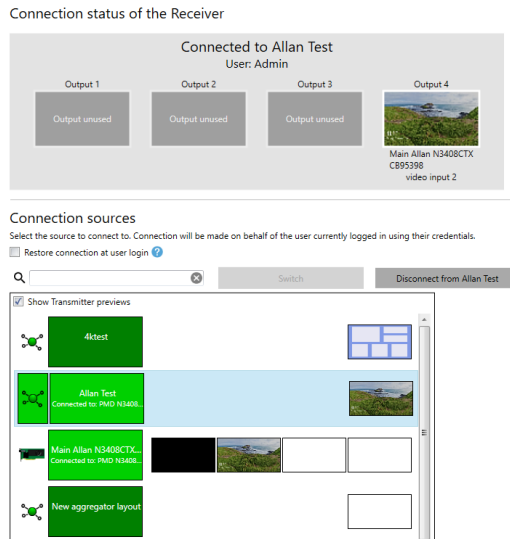 Connection status of the Receiver
Connected to Allan Test
User: Admin
Output 1
Output 2
Output 3
Output 4
Output unused
Output unused
Output unused
Main Allan N3408CTX
CB95398
video input 2
Connection sources
Select the source to connect to. Connection will be made on behalf of the user currently logged in using their credentials.
Restore connection at user login
Switch
Disconnect from Allan Test
Show Transmitter previews
4ktest
Allan Test
Connected to: PMD N3408...
Main Allan N3408CTX...
Connected to: PMD N3408...
New aggregator layout